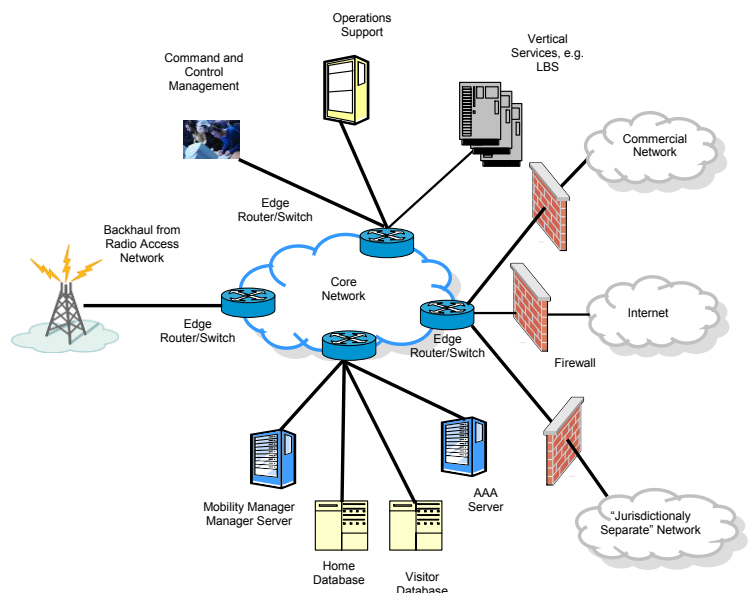 Operations
Support
Command and
Control
Management
Vertical
Services, e.g.
LBS
Commercial
Network
Edge
Router/Switch
Backhaul from
Radio Access
Network
Core
Network
Internet
Edge
Router/Switch
Edge
Router/Switch
Firewall
Mobility Manager
Manager Server
AAA
Server
"Jurisdictionaly
Separate" Network
Home
Database
Visitor
Database